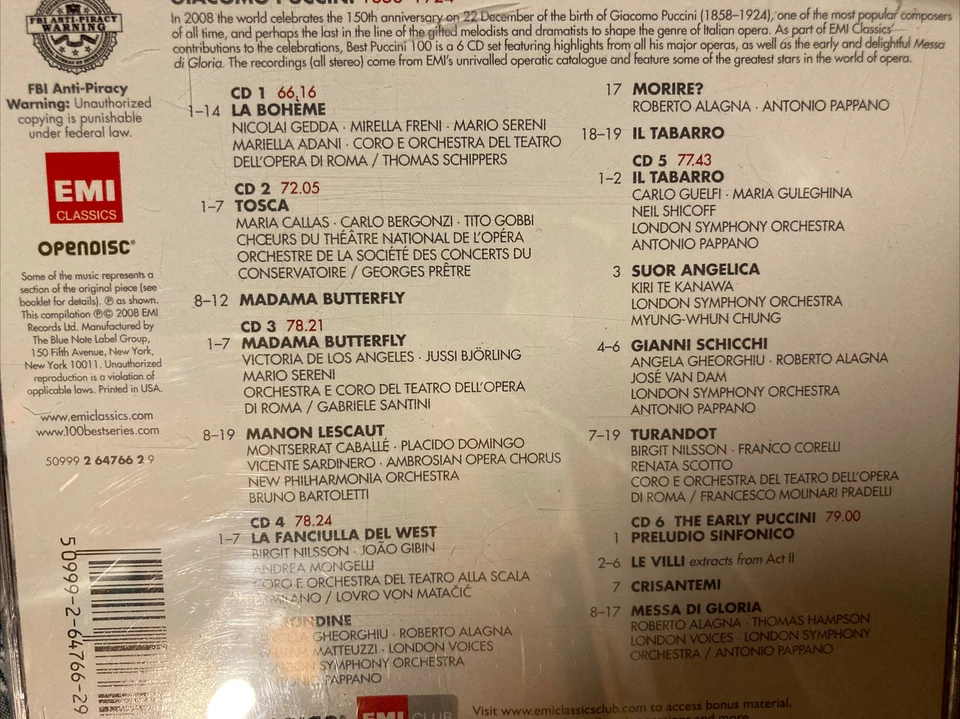 FBI ANTI-PIRACY
WARNING
GIACOMO PUCCINI 1858–1924
In 2008 the world celebrates the 150th anniversary on 22 December of the birth of Giacomo Puccini (1858–1924), one of the most popular composers
of all time, and perhaps the last in the line of the gifted melodists and dramatists to shape the genre of Italian opera. As part of EMI Classics'
contributions to the celebrations, Best Puccini 100 is a 6 CD set featuring highlights from all his major operas, as well as the early and delightful Messa
di Gloria. The recordings (all stereo) come from EMI's unrivalled operatic catalogue and feature some of the greatest stars in the world of opera.
FBI Anti-Piracy
Warning: Unauthorized
copying is punishable
under federal law.
EMI
CLASSICS
OPENDISC
Some of the music represents a
section of the original piece (see
booklet for details). ℗ as shown.
This compilation ℗© 2008 EMI
Records Ltd. Manufactured by
The Blue Note Label Group,
150 Fifth Avenue, New York,
New York 10011. Unauthorized
reproduction is a violation of
applicable laws. Printed in USA.
www.emiclassics.com
www.100bestseries.com
50999 2 64766 2 9
50999-2-64766-29
CD 1 66.16
1–14 LA BOHÈME
NICOLAI GEDDA · MIRELLA FRENI · MARIO SERENI
MARIELLA ADANI · CORO E ORCHESTRA DEL TEATRO
DELL'OPERA DI ROMA / THOMAS SCHIPPERS
CD 2 72.05
1–7 TOSCA
MARIA CALLAS · CARLO BERGONZI · TITO GOBBI
CHŒURS DU THÉÂTRE NATIONAL DE L'OPÉRA
ORCHESTRE DE LA SOCIÉTÉ DES CONCERTS DU
CONSERVATOIRE / GEORGES PRÊTRE
8–12 MADAMA BUTTERFLY
CD 3 78.21
1–7 MADAMA BUTTERFLY
VICTORIA DE LOS ANGELES · JUSSI BJÖRLING
MARIO SERENI
ORCHESTRA E CORO DEL TEATRO DELL'OPERA
DI ROMA / GABRIELE SANTINI
8–19 MANON LESCAUT
MONTSERRAT CABALLÉ · PLACIDO DOMINGO
VICENTE SARDINERO · AMBROSIAN OPERA CHORUS
NEW PHILHARMONIA ORCHESTRA
BRUNO BARTOLETTI
CD 4 78.24
1–7 LA FANCIULLA DEL WEST
BIRGIT NILSSON · JOÃO GIBIN
ANDREA MONGELLI
CORO E ORCHESTRA DEL TEATRO ALLA SCALA
MILANO / LOVRO VON MATAČIĆ
GHEORGHIU · ROBERTO ALAGNA
MATTEUZZI · LONDON VOICES
SYMPHONY ORCHESTRA
PAPPANO
17 MORIRE?
ROBERTO ALAGNA · ANTONIO PAPPANO
18–19 IL TABARRO
CD 5 77.43
1–2 IL TABARRO
CARLO GUELFI · MARIA GULEGHINA
NEIL SHICOFF
LONDON SYMPHONY ORCHESTRA
ANTONIO PAPPANO
3 SUOR ANGELICA
KIRI TE KANAWA
LONDON SYMPHONY ORCHESTRA
MYUNG-WHUN CHUNG
4–6 GIANNI SCHICCHI
ANGELA GHEORGHIU · ROBERTO ALAGNA
JOSÉ VAN DAM
LONDON SYMPHONY ORCHESTRA
ANTONIO PAPPANO
7–19 TURANDOT
BIRGIT NILSSON · FRANCO CORELLI
RENATA SCOTTO
CORO E ORCHESTRA DEL TEATRO DELL'OPERA
DI ROMA / FRANCESCO MOLINARI PRADELLI
CD 6 THE EARLY PUCCINI 79.00
1 PRELUDIO SINFONICO
2–6 LE VILLI extracts from Act II
7 CRISANTEMI
8–17 MESSA DI GLORIA
ROBERTO ALAGNA · THOMAS HAMPSON
LONDON VOICES · LONDON SYMPHONY
ORCHESTRA / ANTONIO PAPPANO
EMI CLUB
Visit www.emiclassicsclub.com to access bonus material,
and more